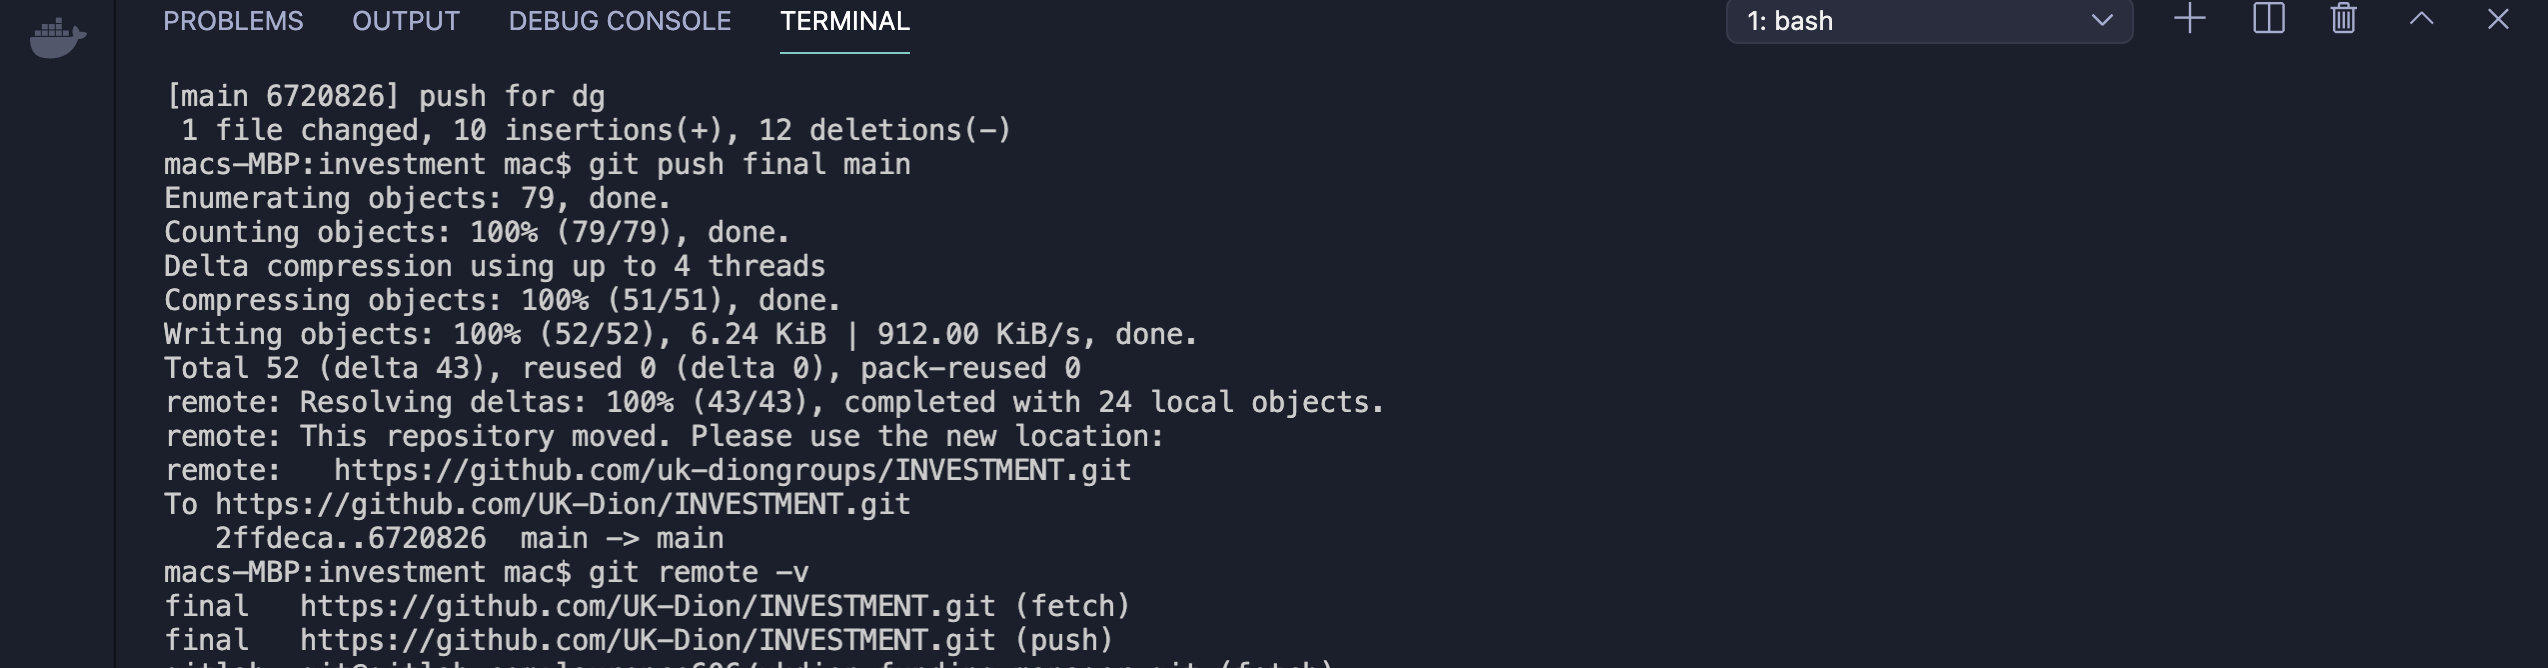 PROBLEMS OUTPUT DEBUG CONSOLE TERMINAL 1: bash
[main 6720826] push for dg
 1 file changed, 10 insertions(+), 12 deletions(-)
macs-MBP:investment mac$ git push final main
Enumerating objects: 79, done.
Counting objects: 100% (79/79), done.
Delta compression using up to 4 threads
Compressing objects: 100% (51/51), done.
Writing objects: 100% (52/52), 6.24 KiB | 912.00 KiB/s, done.
Total 52 (delta 43), reused 0 (delta 0), pack-reused 0
remote: Resolving deltas: 100% (43/43), completed with 24 local objects.
remote: This repository moved. Please use the new location:
remote:   https://github.com/uk-diongroups/INVESTMENT.git
To https://github.com/UK-Dion/INVESTMENT.git
   2ffdeca..6720826  main -> main
macs-MBP:investment mac$ git remote -v
final   https://github.com/UK-Dion/INVESTMENT.git (fetch)
final   https://github.com/UK-Dion/INVESTMENT.git (push)